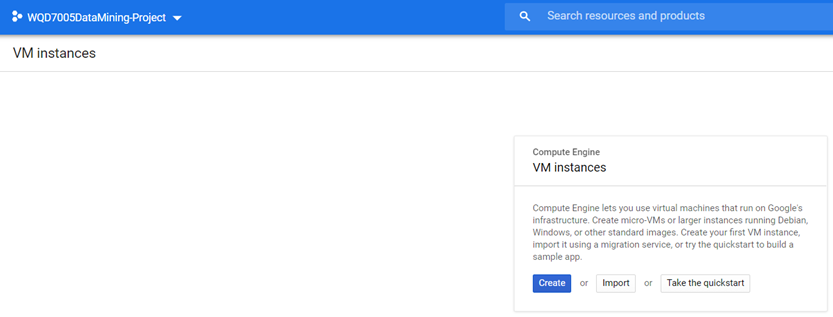 WQD7005DataMining-Project
Search resources and products
VM instances
Compute Engine
VM instances
Compute Engine lets you use virtual machines that run on Google's
infrastructure. Create micro-VMs or larger instances running Debian,
Windows, or other standard images. Create your first VM instance,
import it using a migration service, or try the quickstart to build a
sample app.
Create or Import or Take the quickstart